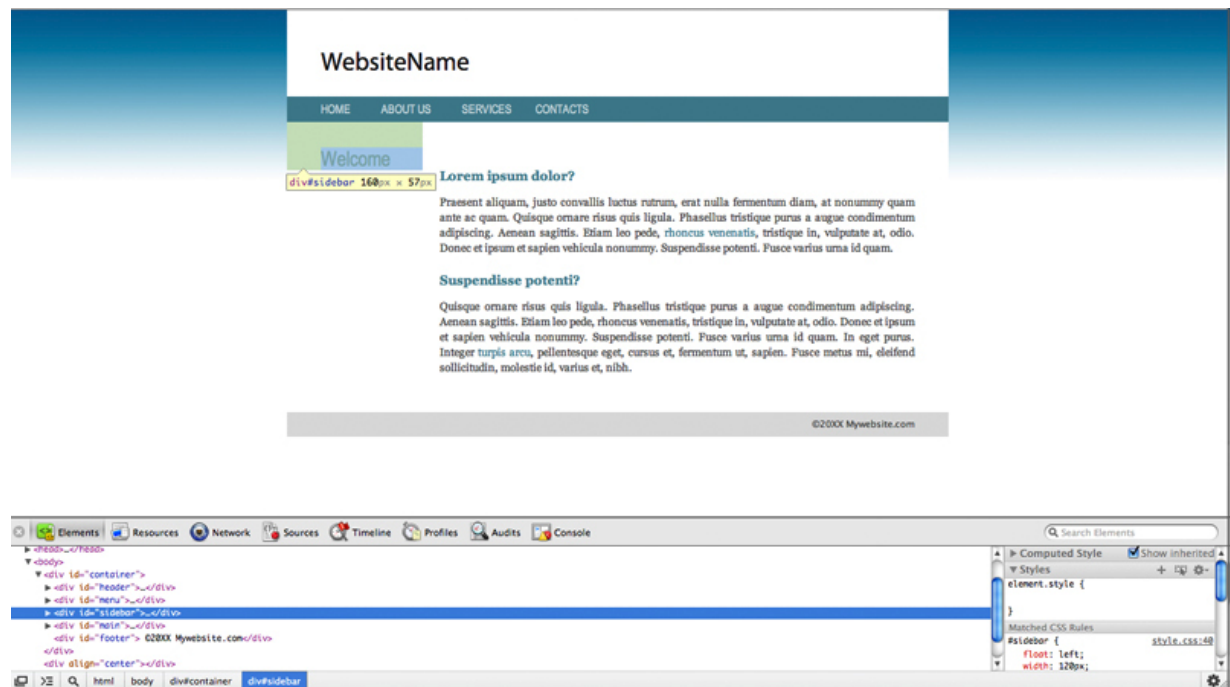 WebsiteName
HOME ABOUT US SERVICES CONTACTS
Welcome
div#sidebar 160px × 57px
Lorem ipsum dolor?
Praesent aliquam, justo convallis luctus rutrum, erat nulla fermentum diam, at nonummy quam
ante ac quam. Quisque ornare risus quis ligula. Phasellus tristique purus a augue condimentum
adipiscing. Aenean sagittis. Etiam leo pede, rhoncus venenatis, tristique in, vulputate at, odio.
Donec et ipsum et sapien vehicula nonummy. Suspendisse potenti. Fusce varius urna id quam.
Suspendisse potenti?
Quisque ornare risus quis ligula. Phasellus tristique purus a augue condimentum adipiscing.
Aenean sagittis. Etiam leo pede, rhoncus venenatis, tristique in, vulputate at, odio. Donec et ipsum
et sapien vehicula nonummy. Suspendisse potenti. Fusce varius urna id quam. In eget purus.
Integer turpis arcu, pellentesque eget, cursus et, fermentum ut, sapien. Fusce metus mi, eleifend
sollicitudin, molestie id, varius et, nibh.
©20XX Mywebsite.com
Elements Resources Network Sources Timeline Profiles Audits Console Search Elements
▶ <head>…</head>
▼ <body>
▼ <div id="container">
▶ <div id="header">…</div>
▶ <div id="menu">…</div>
▶ <div id="sidebar">…</div>
▶ <div id="main">…</div>
<div id="footer"> ©20XX Mywebsite.com</div>
</div>
<div align="center"></div>
▶ Computed Style Show inherited
▼ Styles
element.style {
}
Matched CSS Rules
#sidebar { style.css:40
float: left;
width: 120px;
html body div#container div#sidebar